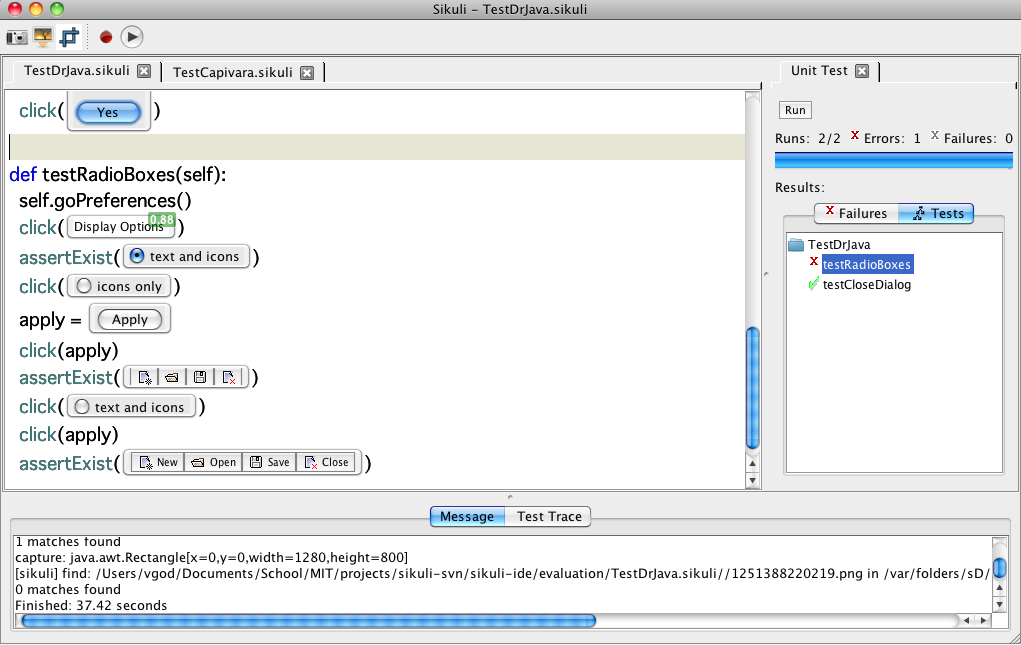 Sikuli – TestDrJava.sikuli
TestDrJava.sikuli
TestCapivara.sikuli
Unit Test
click( Yes )
def testRadioBoxes(self):
self.goPreferences()
click( Display Options 0.88 )
assertExist( text and icons )
click( icons only )
apply = Apply
click(apply)
assertExist( )
click( text and icons )
click(apply)
assertExist( New Open Save Close )
Run
Runs: 2/2 X Errors: 1 X Failures: 0
Results:
X Failures Tests
TestDrJava
X testRadioBoxes
testCloseDialog
Message Test Trace
1 matches found
capture: java.awt.Rectangle[x=0,y=0,width=1280,height=800]
[sikuli] find: /Users/vgod/Documents/School/MIT/projects/sikuli-svn/sikuli-ide/evaluation/TestDrJava.sikuli//1251388220219.png in /var/folders/sD/
0 matches found
Finished: 37.42 seconds